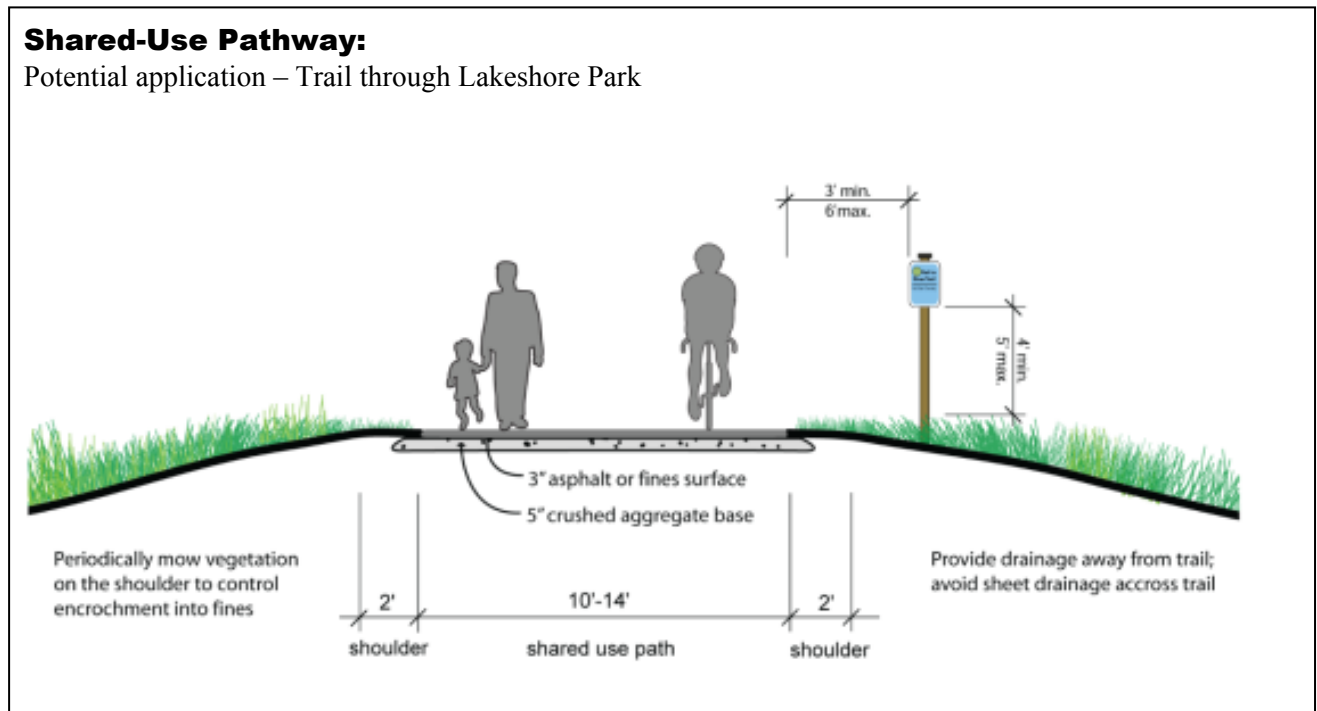 Shared-Use Pathway:
Potential application – Trail through Lakeshore Park
3' min.
6' max.
4' min.
5' max.
3" asphalt or fines surface
5" crushed aggregate base
Periodically mow vegetation
on the shoulder to control
encrochment into fines
Provide drainage away from trail;
avoid sheet drainage accross trail
2'
10'-14'
2'
shoulder
shared use path
shoulder